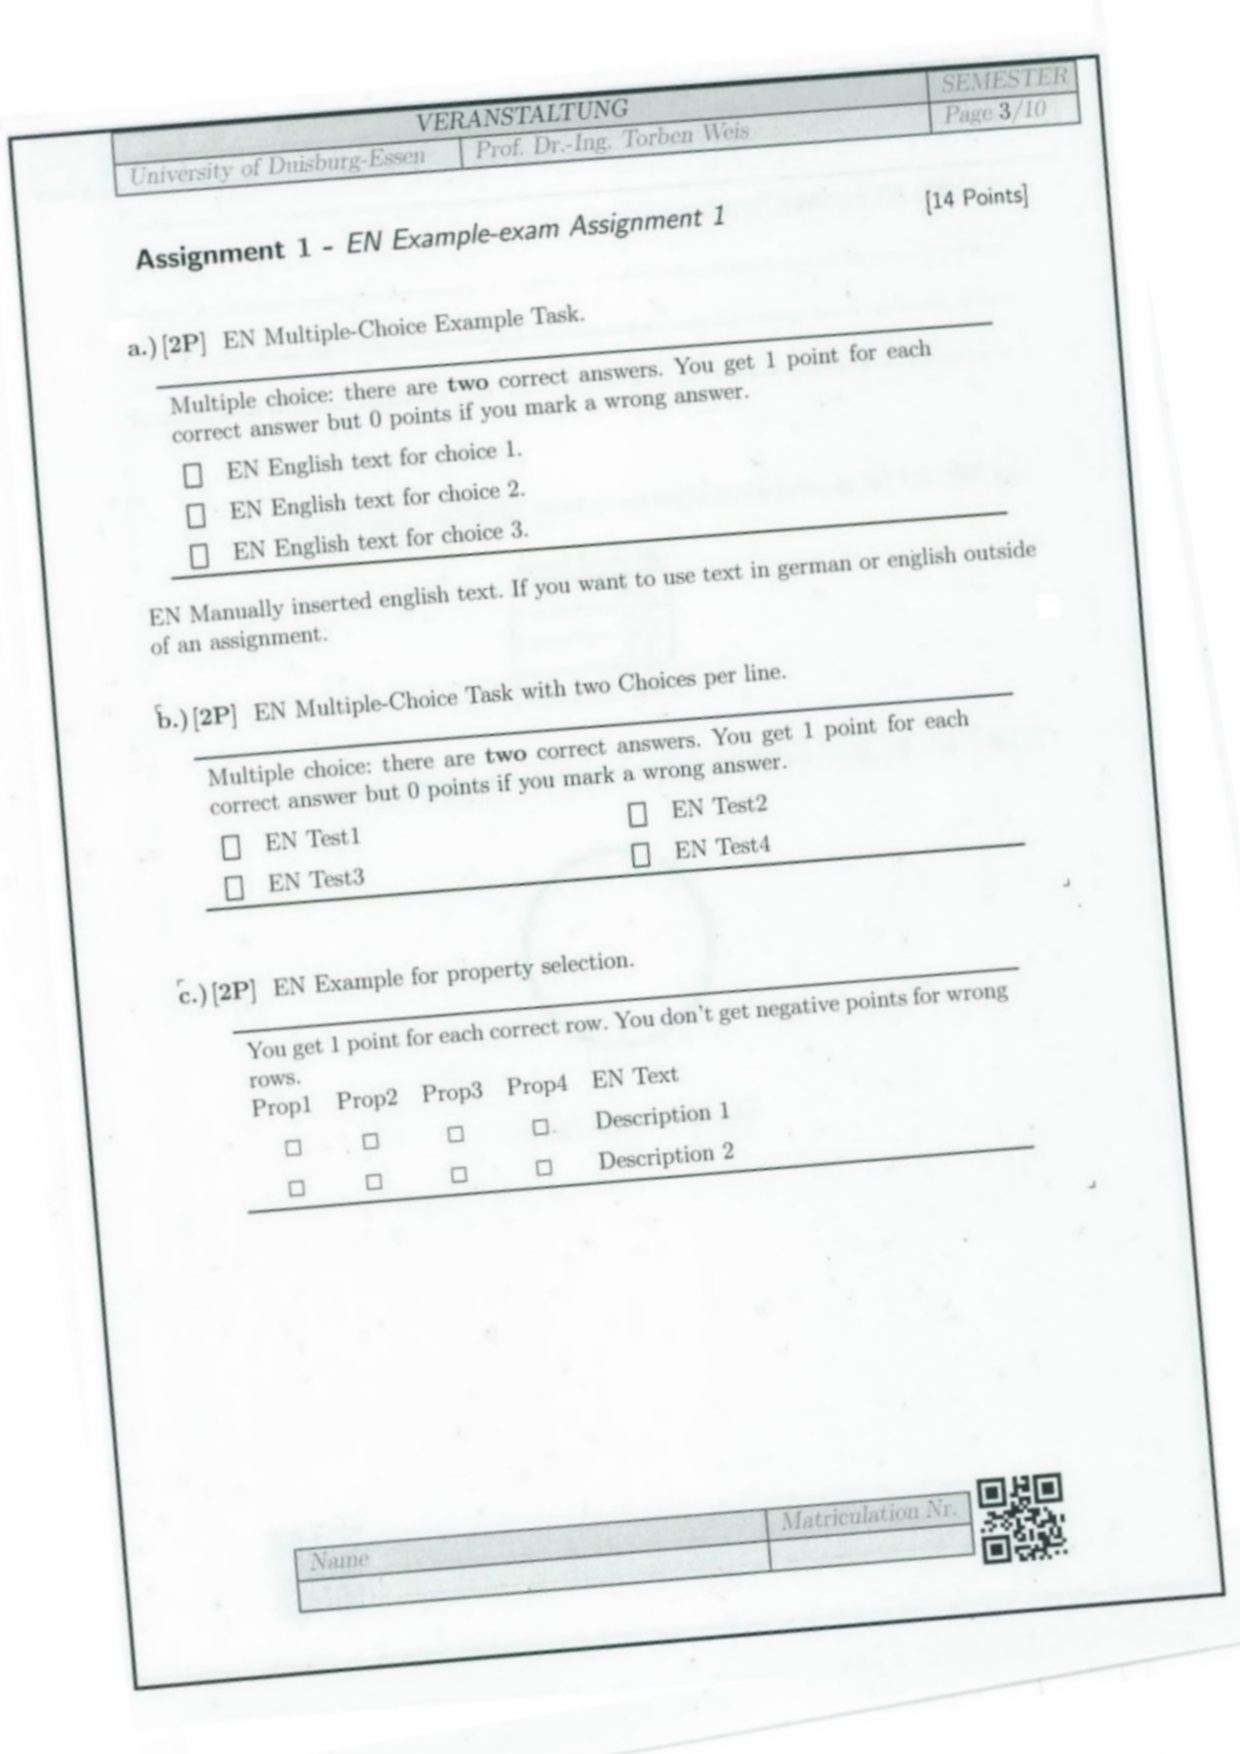 VERANSTALTUNG
SEMESTER
University of Duisburg-Essen
Prof. Dr.-Ing. Torben Weis
Page 3/10
Assignment 1 - EN Example-exam Assignment 1
[14 Points]
a.) [2P] EN Multiple-Choice Example Task.
Multiple choice: there are two correct answers. You get 1 point for each
correct answer but 0 points if you mark a wrong answer.
EN English text for choice 1.
EN English text for choice 2.
EN English text for choice 3.
EN Manually inserted english text. If you want to use text in german or english outside
of an assignment.
b.) [2P] EN Multiple-Choice Task with two Choices per line.
Multiple choice: there are two correct answers. You get 1 point for each
correct answer but 0 points if you mark a wrong answer.
EN Test1 EN Test2
EN Test3 EN Test4
c.) [2P] EN Example for property selection.
You get 1 point for each correct row. You don't get negative points for wrong
rows.
Prop1 Prop2 Prop3 Prop4 EN Text
Description 1
Description 2
Name
Matriculation Nr.